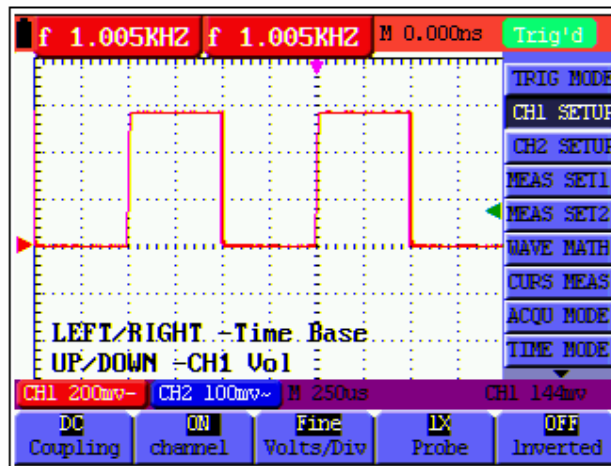 f 1.005KHZ f 1.005KHZ M 0.000ns Trig'd
TRIG MODE
CH1 SETUP
CH2 SETUP
MEAS SET1
MEAS SET2
WAVE MATH
CURS MEAS
ACQU MODE
TIME MODE
LEFT/RIGHT -Time Base
UP/DOWN -CH1 Vol
CH1 200mv- CH2 100mv~ M 250us CH1 144mv
DC ON Fine 1X OFF
Coupling channel Volts/Div Probe Inverted